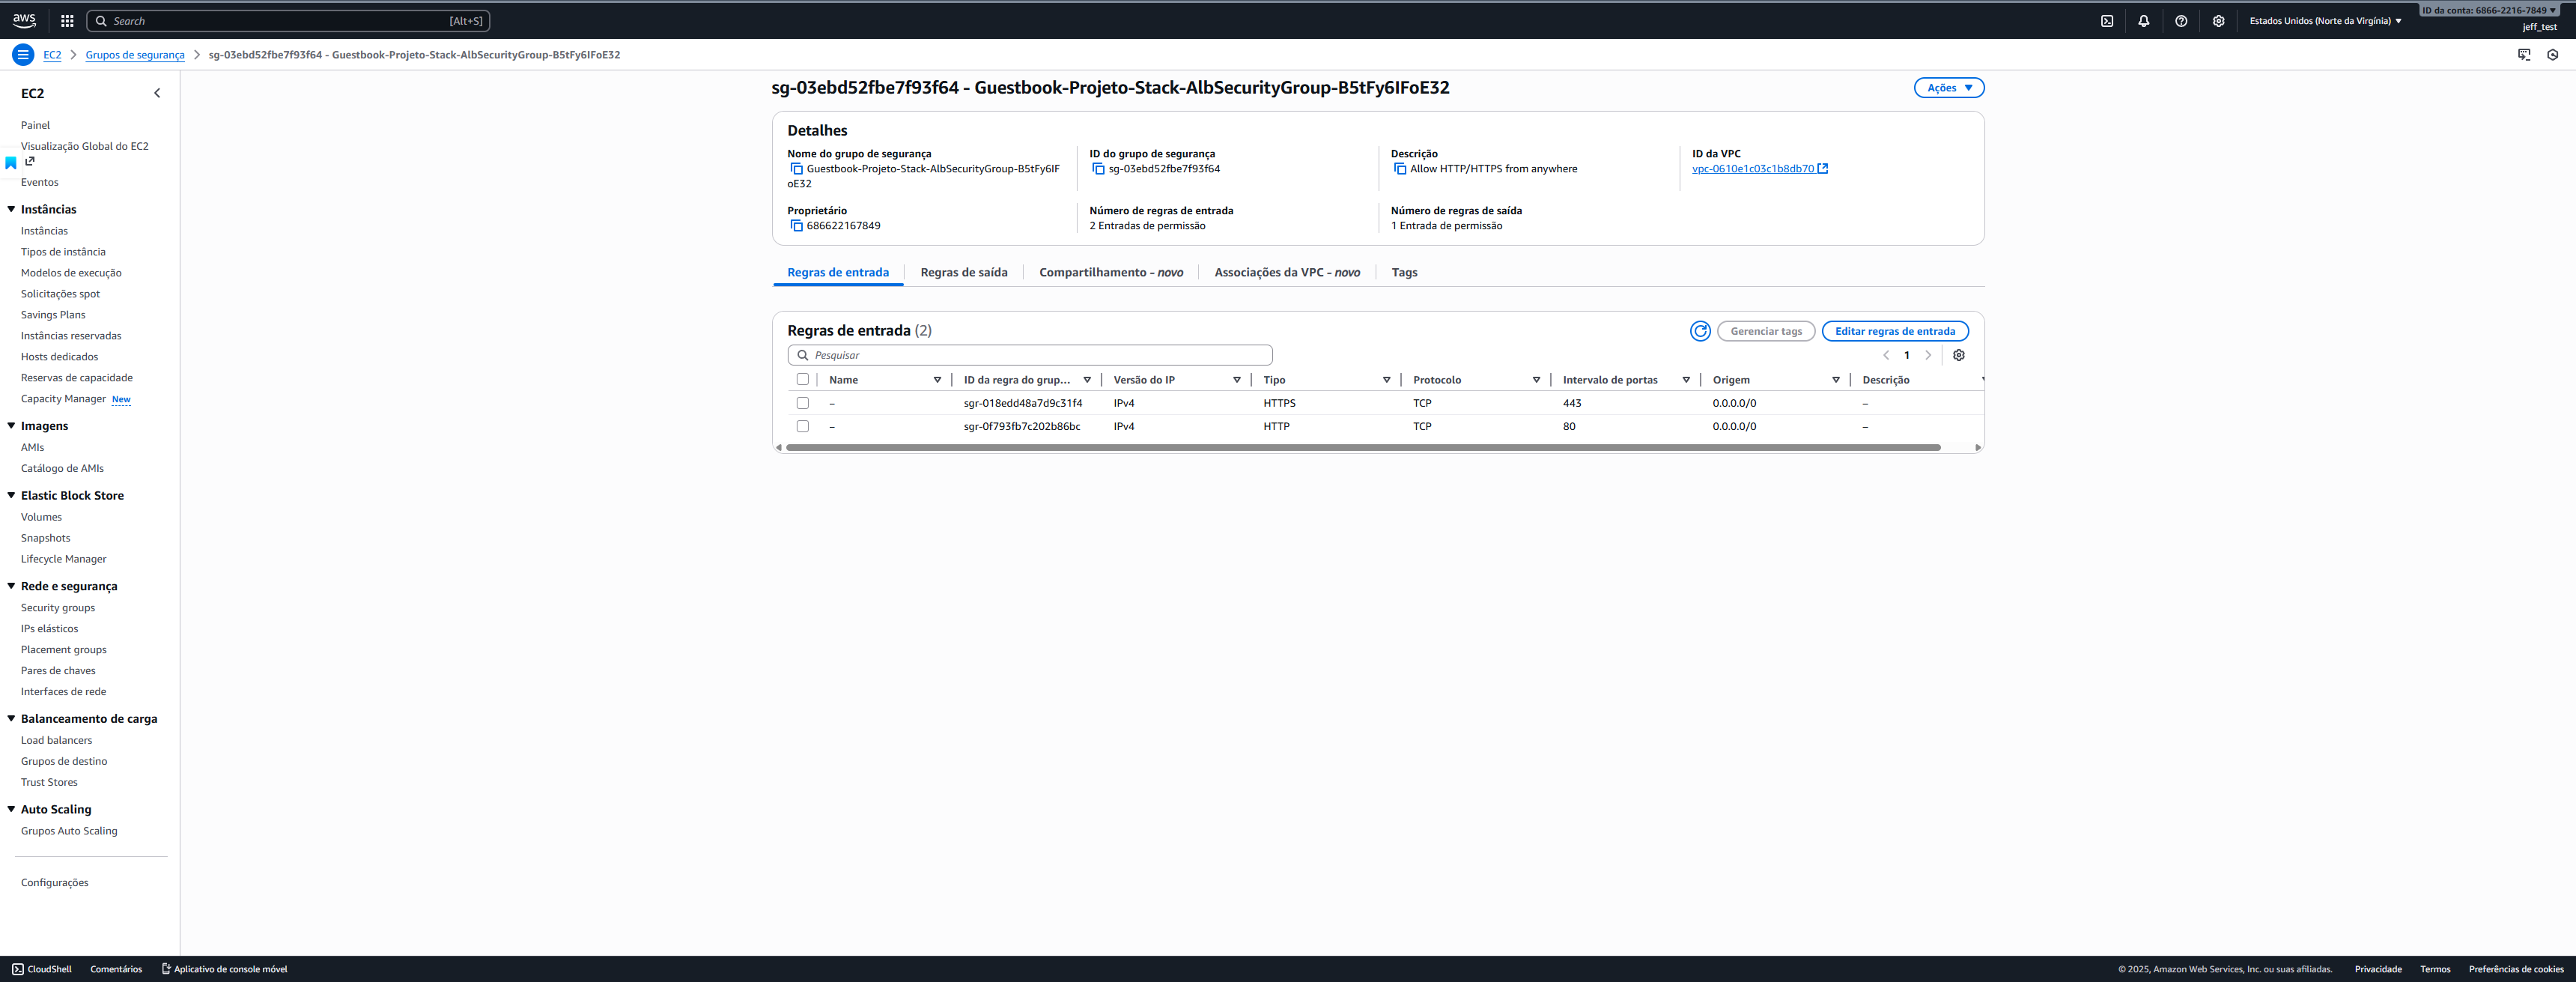 aws
Search [Alt+S]
Estados Unidos (Norte da Virgínia)
ID da conta: 6866-2216-7849
jeff_test
EC2 Grupos de segurança sg-03ebd52fbe7f93f64 - Guestbook-Projeto-Stack-AlbSecurityGroup-B5tFy6IFoE32
EC2
Painel
Visualização Global do EC2
Eventos
Instâncias
Instâncias
Tipos de instância
Modelos de execução
Solicitações spot
Savings Plans
Instâncias reservadas
Hosts dedicados
Reservas de capacidade
Capacity Manager New
Imagens
AMIs
Catálogo de AMIs
Elastic Block Store
Volumes
Snapshots
Lifecycle Manager
Rede e segurança
Security groups
IPs elásticos
Placement groups
Pares de chaves
Interfaces de rede
Balanceamento de carga
Load balancers
Grupos de destino
Trust Stores
Auto Scaling
Grupos Auto Scaling
Configurações
sg-03ebd52fbe7f93f64 - Guestbook-Projeto-Stack-AlbSecurityGroup-B5tFy6IFoE32
Ações
Detalhes
Nome do grupo de segurança
Guestbook-Projeto-Stack-AlbSecurityGroup-B5tFy6IF
oE32
ID do grupo de segurança
sg-03ebd52fbe7f93f64
Descrição
Allow HTTP/HTTPS from anywhere
ID da VPC
vpc-0610e1c03c1b8db70
Proprietário
686622167849
Número de regras de entrada
2 Entradas de permissão
Número de regras de saída
1 Entrada de permissão
Regras de entrada Regras de saída Compartilhamento - novo Associações da VPC - novo Tags
Regras de entrada (2)
Gerenciar tags Editar regras de entrada
Pesquisar
1
Name ID da regra do grup... Versão do IP Tipo Protocolo Intervalo de portas Origem Descrição
– sgr-018edd48a7d9c31f4 IPv4 HTTPS TCP 443 0.0.0.0/0 –
– sgr-0f793fb7c202b86bc IPv4 HTTP TCP 80 0.0.0.0/0 –
CloudShell Comentários Aplicativo de console móvel
© 2025, Amazon Web Services, Inc. ou suas afiliadas. Privacidade Termos Preferências de cookies